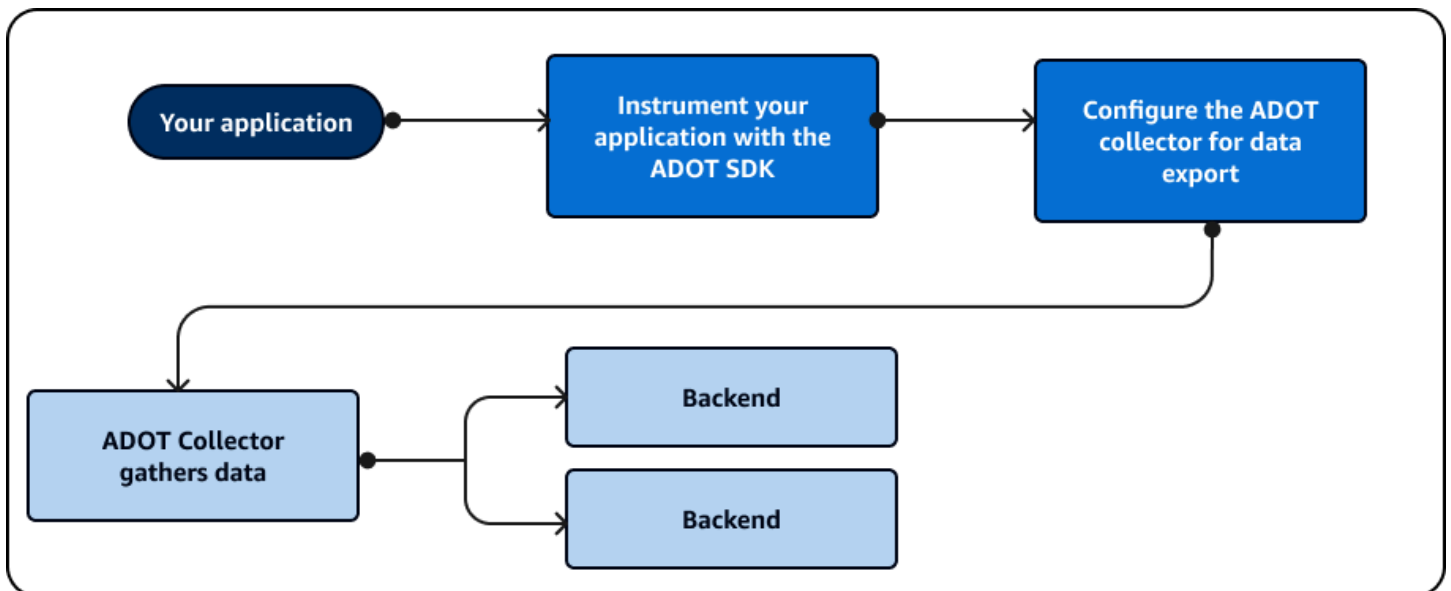 Your application
Instrument your
application with the
ADOT SDK
Configure the ADOT
collector for data
export
ADOT Collector
gathers data
Backend
Backend